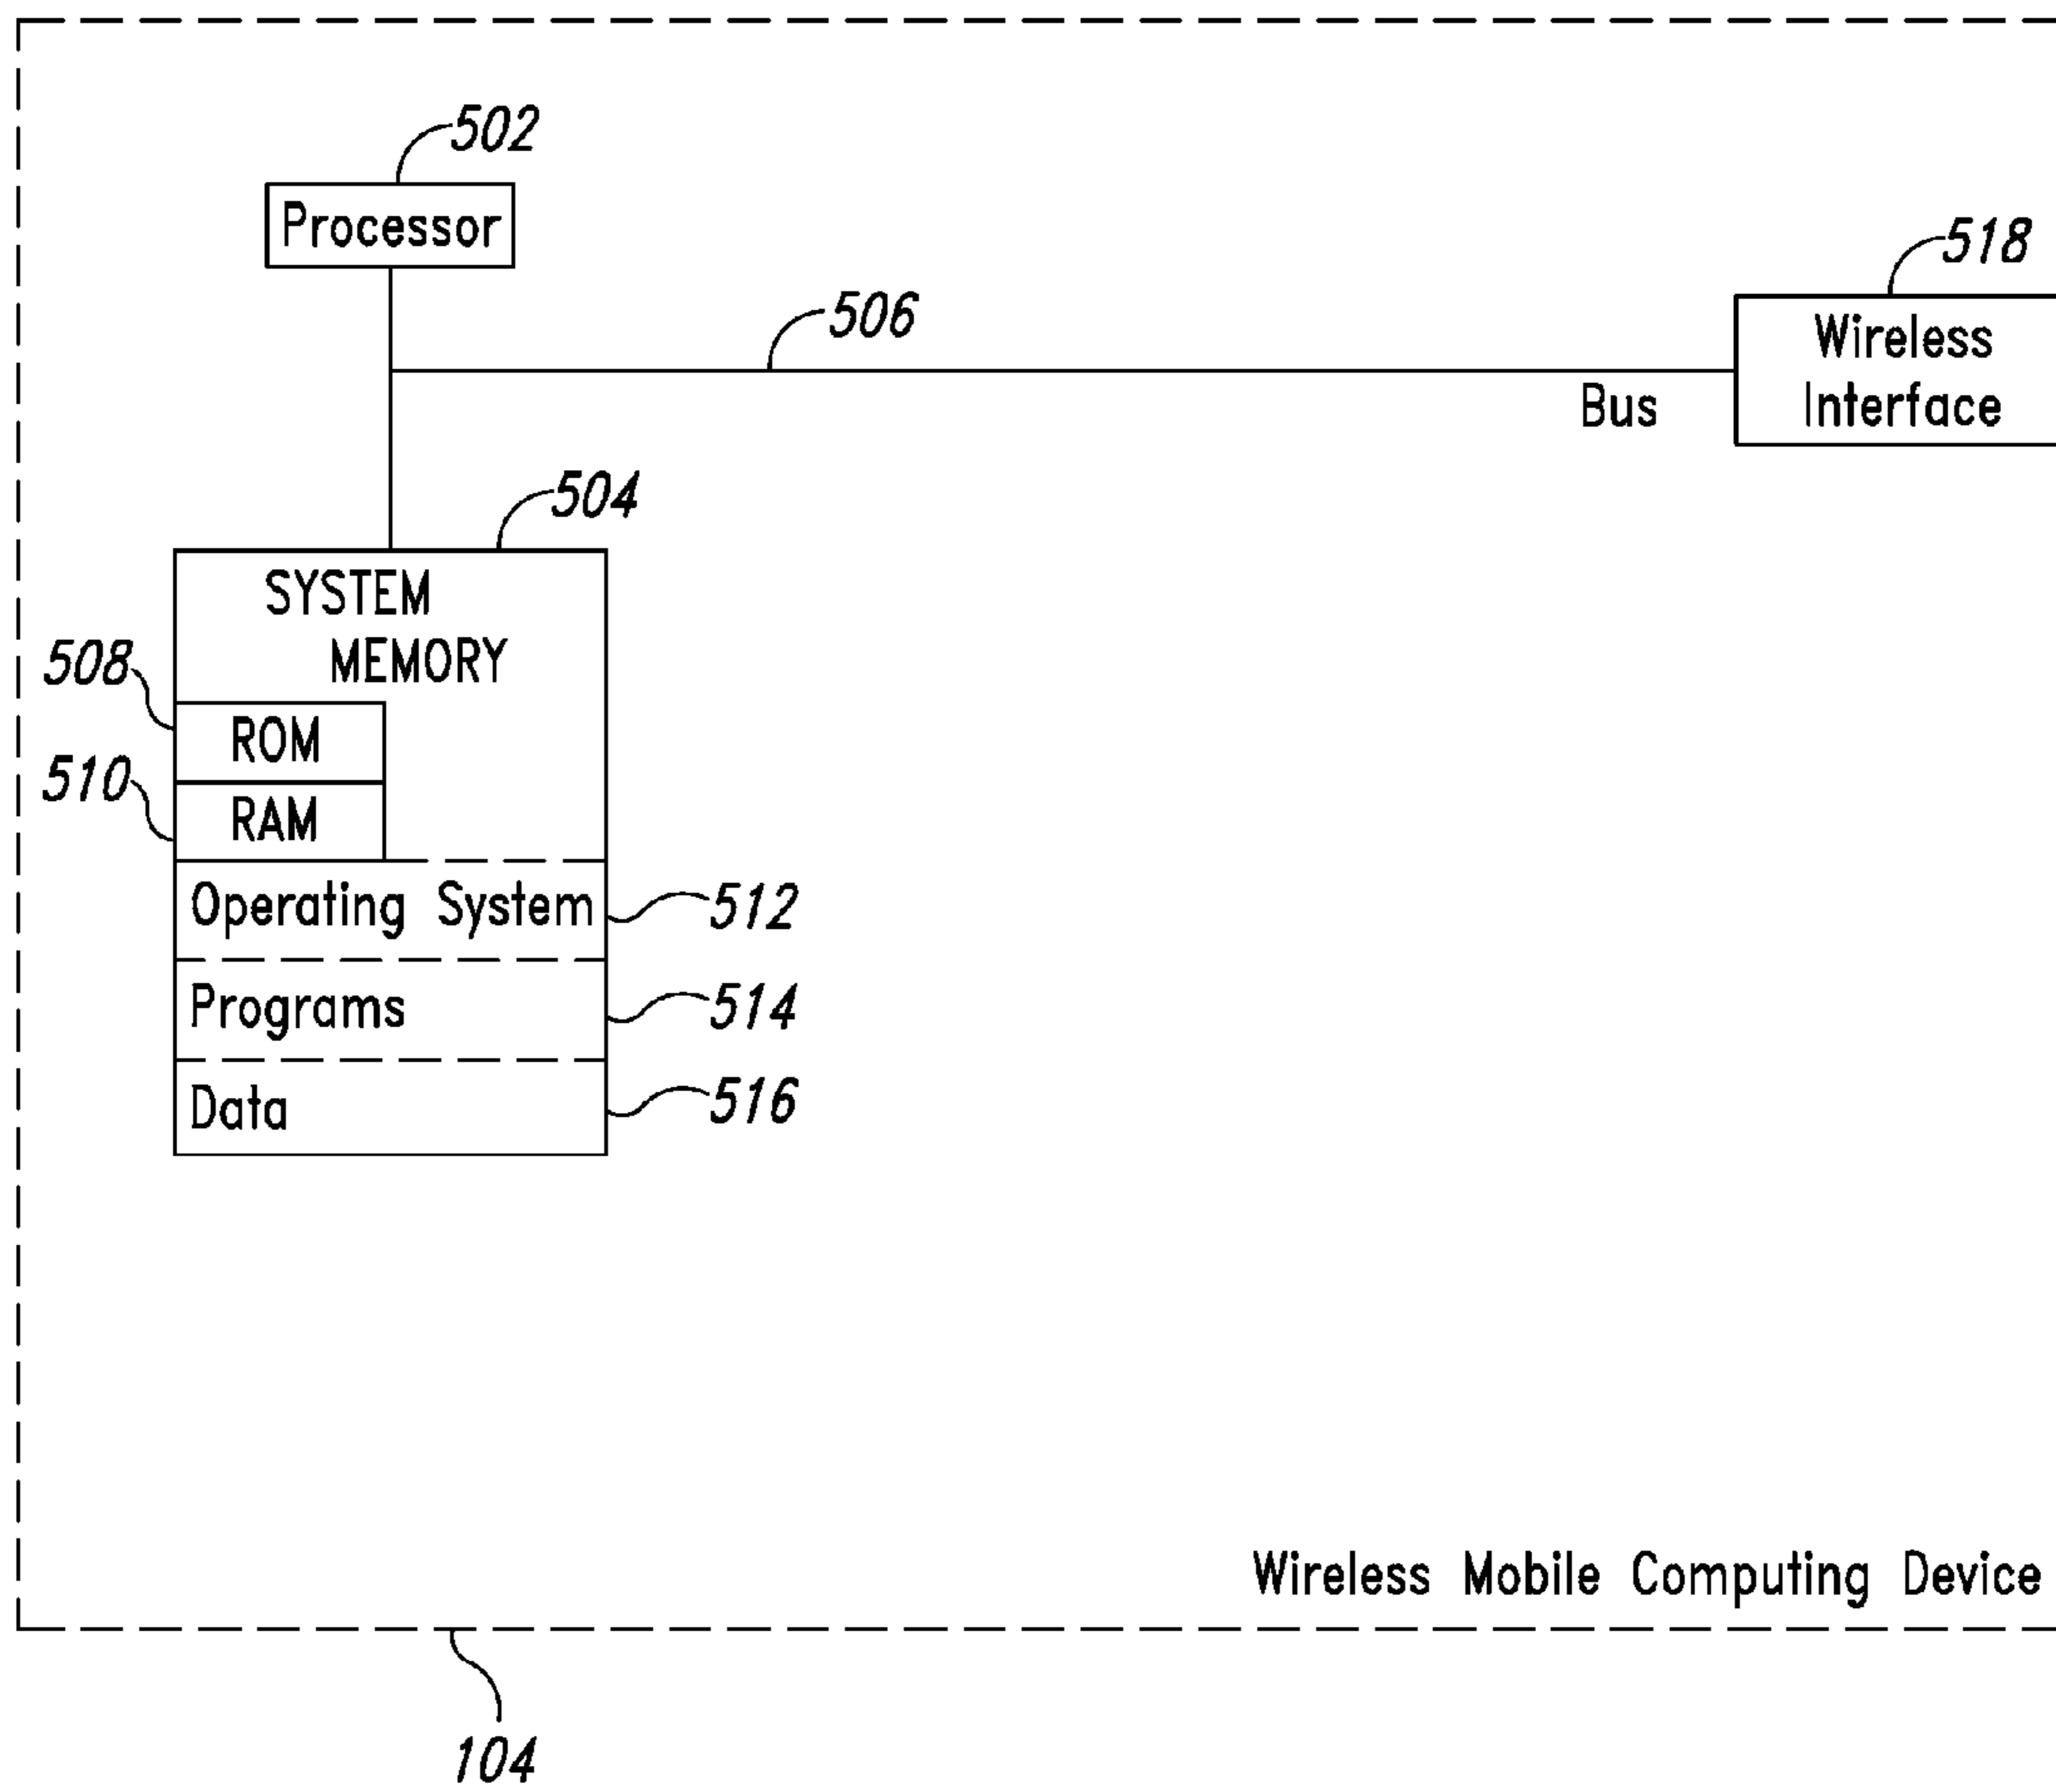 502
Processor
518
506
Wireless
Interface
Bus
504
SYSTEM
MEMORY
508
ROM
510
RAM
Operating System
512
Programs
514
Data
516
Wireless Mobile Computing Device
104